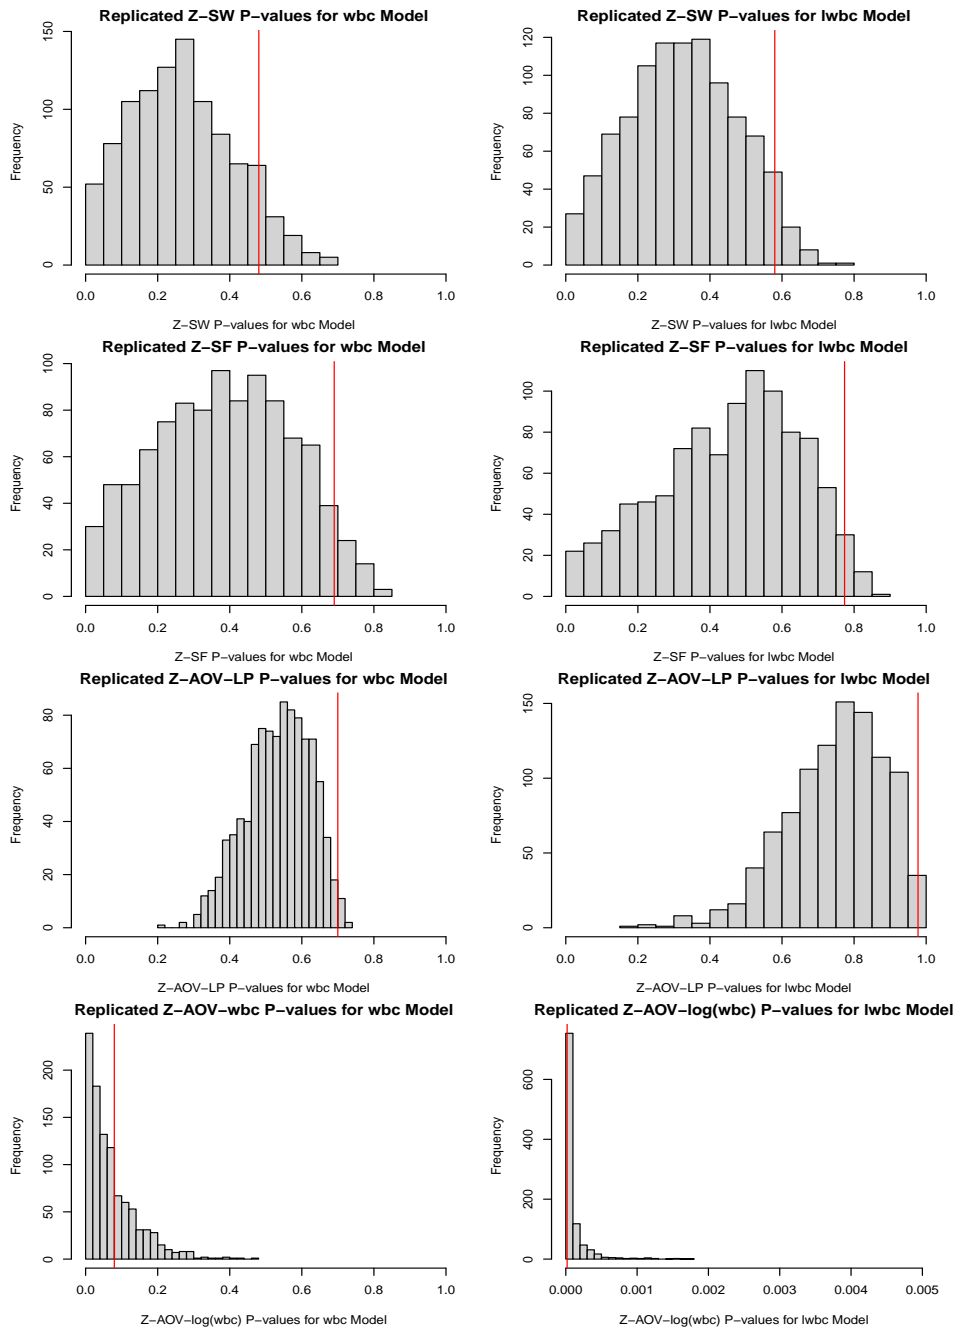 Replicated Z−SW P−values for wbc Model
Frequency
0
50
100
150
0.0 0.2 0.4 0.6 0.8 1.0
Z−SW P−values for wbc Model
Replicated Z−SW P−values for lwbc Model
Frequency
0
20
40
60
80
100
120
0.0 0.2 0.4 0.6 0.8 1.0
Z−SW P−values for lwbc Model
Replicated Z−SF P−values for wbc Model
Frequency
0
20
40
60
80
100
0.0 0.2 0.4 0.6 0.8 1.0
Z−SF P−values for wbc Model
Replicated Z−SF P−values for lwbc Model
Frequency
0
20
40
60
80
100
0.0 0.2 0.4 0.6 0.8 1.0
Z−SF P−values for lwbc Model
Replicated Z−AOV−LP P−values for wbc Model
Frequency
0
20
40
60
80
0.0 0.2 0.4 0.6 0.8 1.0
Z−AOV−LP P−values for wbc Model
Replicated Z−AOV−LP P−values for lwbc Model
Frequency
0
50
100
150
0.0 0.2 0.4 0.6 0.8 1.0
Z−AOV−LP P−values for lwbc Model
Replicated Z−AOV−wbc P−values for wbc Model
Frequency
0
50
100
150
200
0.0 0.2 0.4 0.6 0.8 1.0
Z−AOV−log(wbc) P−values for wbc Model
Replicated Z−AOV−log(wbc) P−values for lwbc Model
Frequency
0
200
400
600
0.000 0.001 0.002 0.003 0.004 0.005
Z−AOV−log(wbc) P−values for lwbc Model